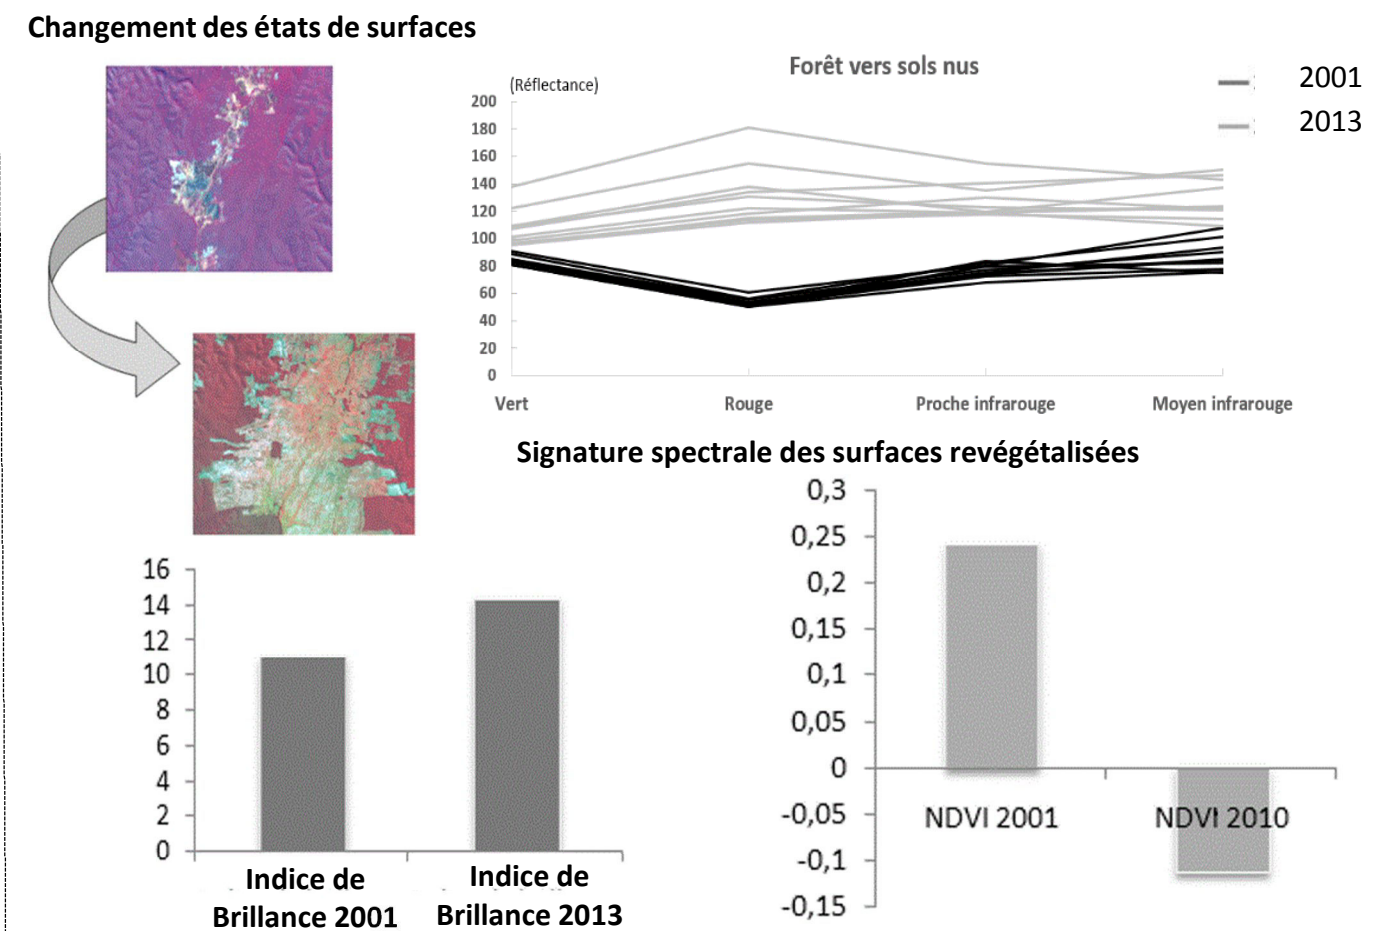 Changement des états de surfaces
Forêt vers sols nus
(Réflectance)
2001
2013
200
180
160
140
120
100
80
60
40
20
0
Vert Rouge Proche infrarouge Moyen infrarouge
Signature spectrale des surfaces revégétalisées
16
14
12
10
8
6
4
2
0
Indice de
Brillance 2001
Indice de
Brillance 2013
0,3
0,25
0,2
0,15
0,1
0,05
0
-0,05
-0,1
-0,15
NDVI 2001
NDVI 2010